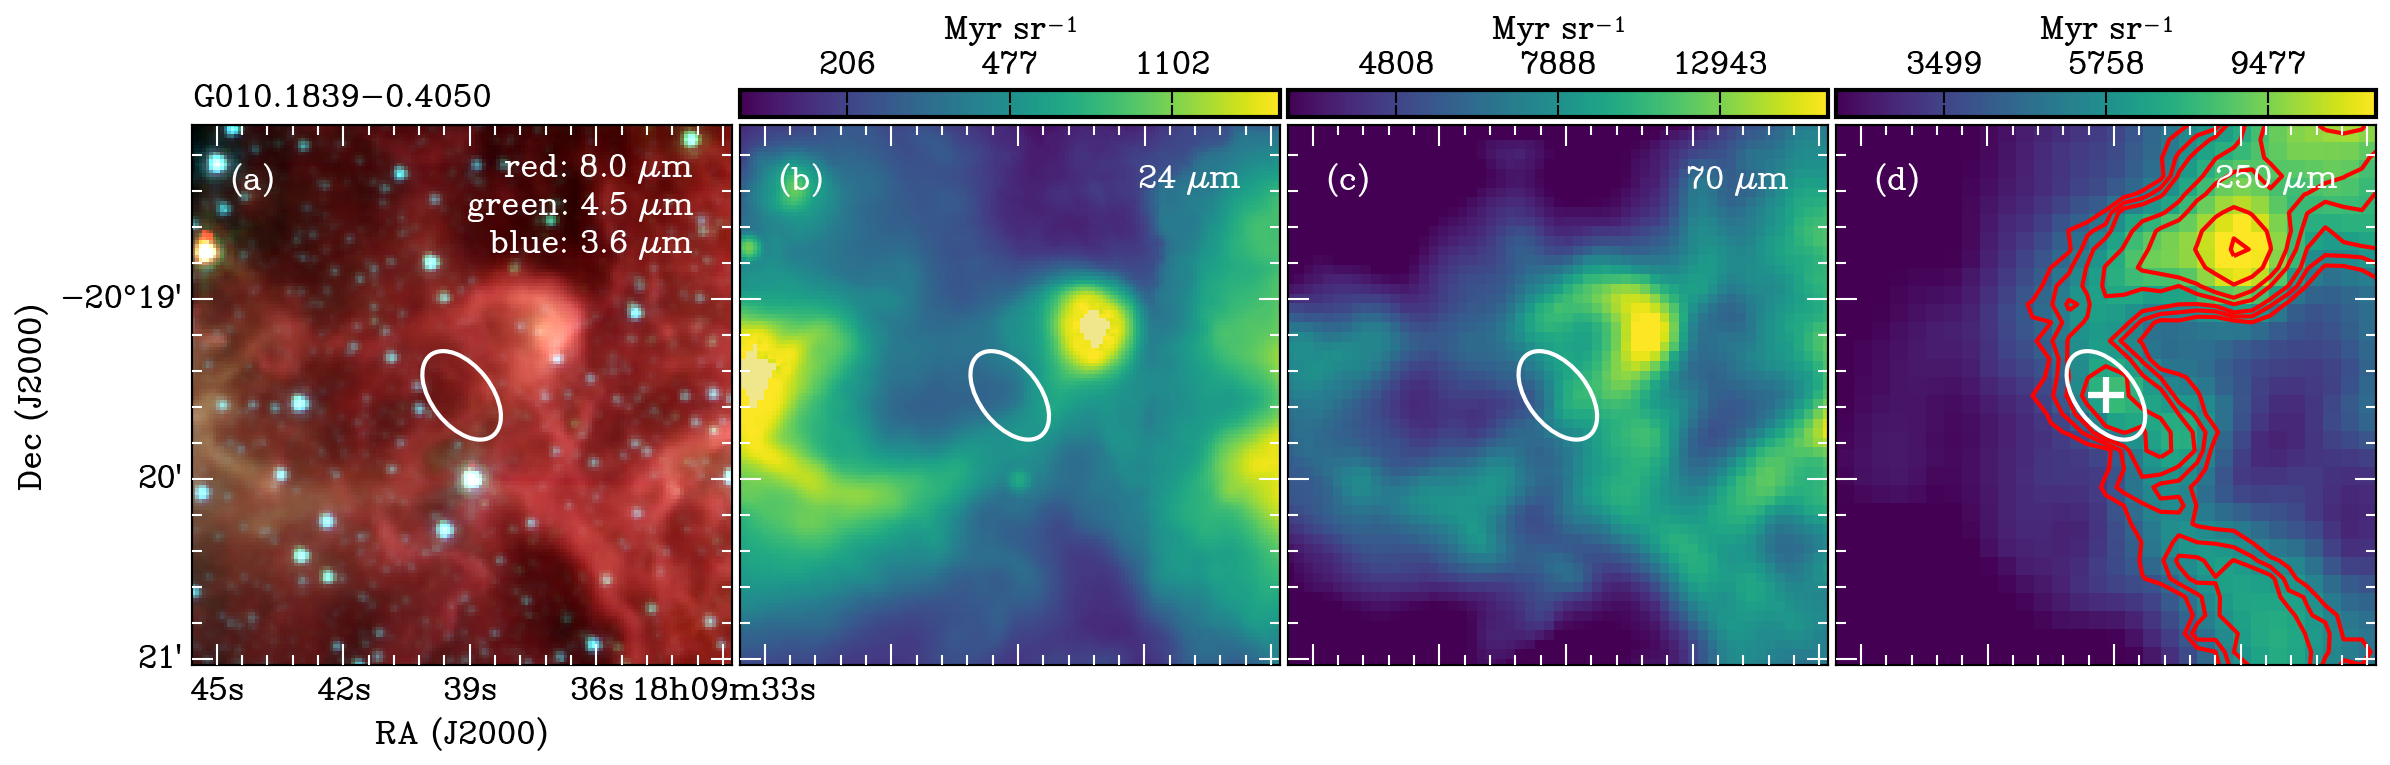 Myr sr⁻¹
206 477 1102
Myr sr⁻¹
4808 7888 12943
Myr sr⁻¹
3499 5758 9477
G010.1839−0.4050
(a)
red: 8.0 μm
green: 4.5 μm
blue: 3.6 μm
(b)
24 μm
(c)
70 μm
(d)
250 μm
Dec (J2000)
−20°19'
20'
21'
45s 42s 39s 36s 18h09m33s
RA (J2000)